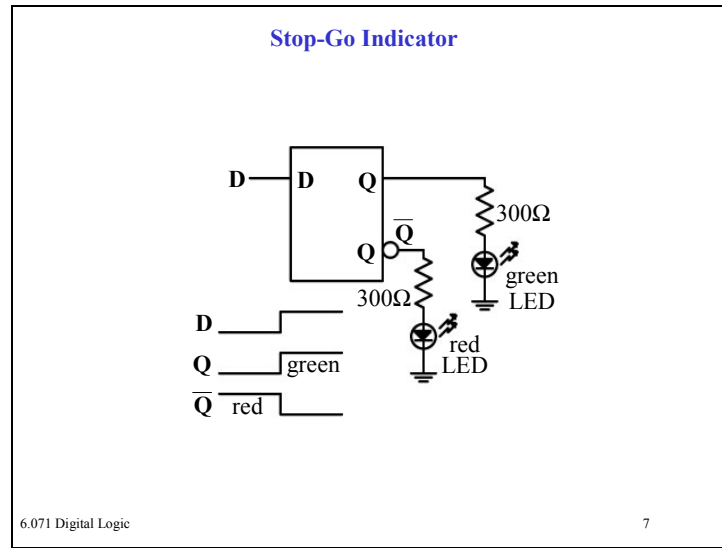 Stop-Go Indicator
D
D Q
300Ω
Q̅
Q
green
LED
300Ω
D
red
LED
Q green
Q̅ red
6.071 Digital Logic 7